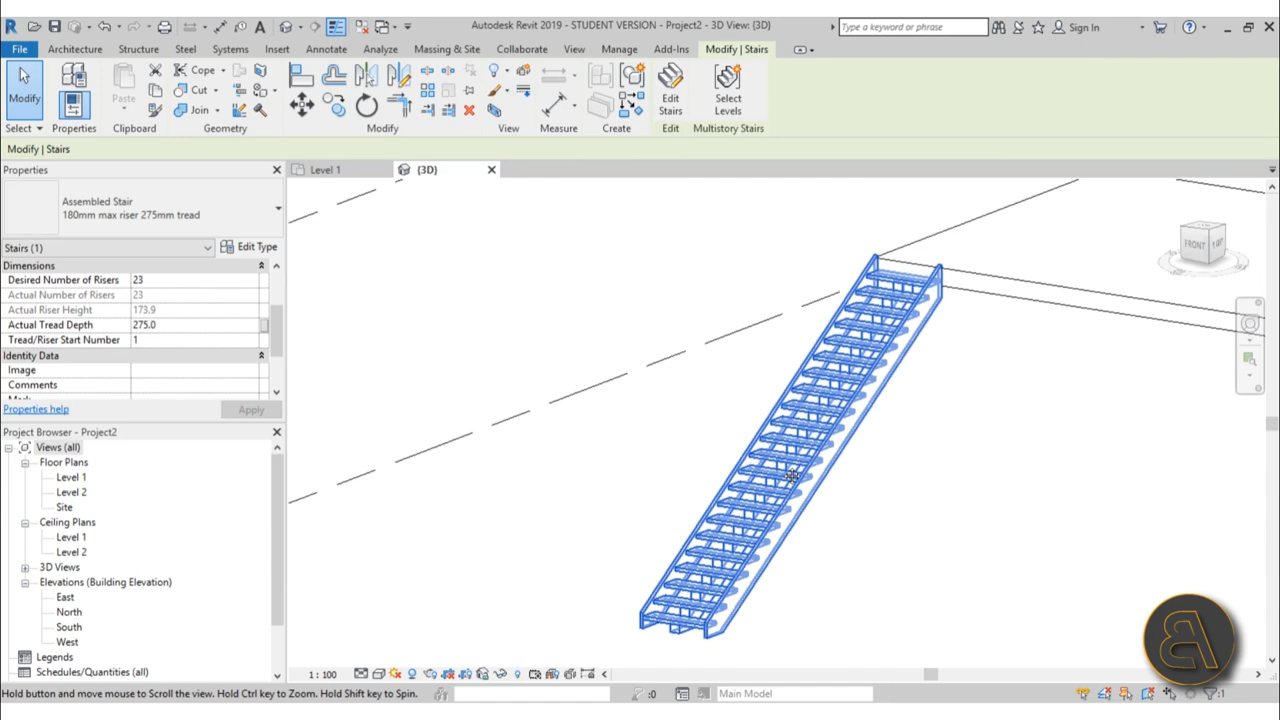 Autodesk Revit 2019 - STUDENT VERSION - Project2 - 3D View: {3D}
Type a keyword or phrase
Sign In
File Architecture Structure Steel Systems Insert Annotate Analyze Massing & Site Collaborate View Manage Add-Ins Modify | Stairs
Modify
Paste
Cope
Cut
Join
Edit Stairs
Select Levels
Select Properties Clipboard Geometry Modify View Measure Create Edit Multistory Stairs
Modify | Stairs
Properties
Level 1
{3D}
Assembled Stair
180mm max riser 275mm tread
Stairs (1)
Edit Type
Dimensions
Desired Number of Risers 23
Actual Number of Risers 23
Actual Riser Height 173.9
Actual Tread Depth 275.0
Tread/Riser Start Number 1
Identity Data
Image
Comments
Properties help
Apply
FRONT
Project Browser - Project2
Views (all)
Floor Plans
Level 1
Level 2
Site
Ceiling Plans
Level 1
Level 2
3D Views
Elevations (Building Elevation)
East
North
South
West
Legends
Schedules/Quantities (all)
1 : 100
Hold button and move mouse to Scroll the view. Hold Ctrl key to Zoom. Hold Shift key to Spin.
:0
Main Model
:1